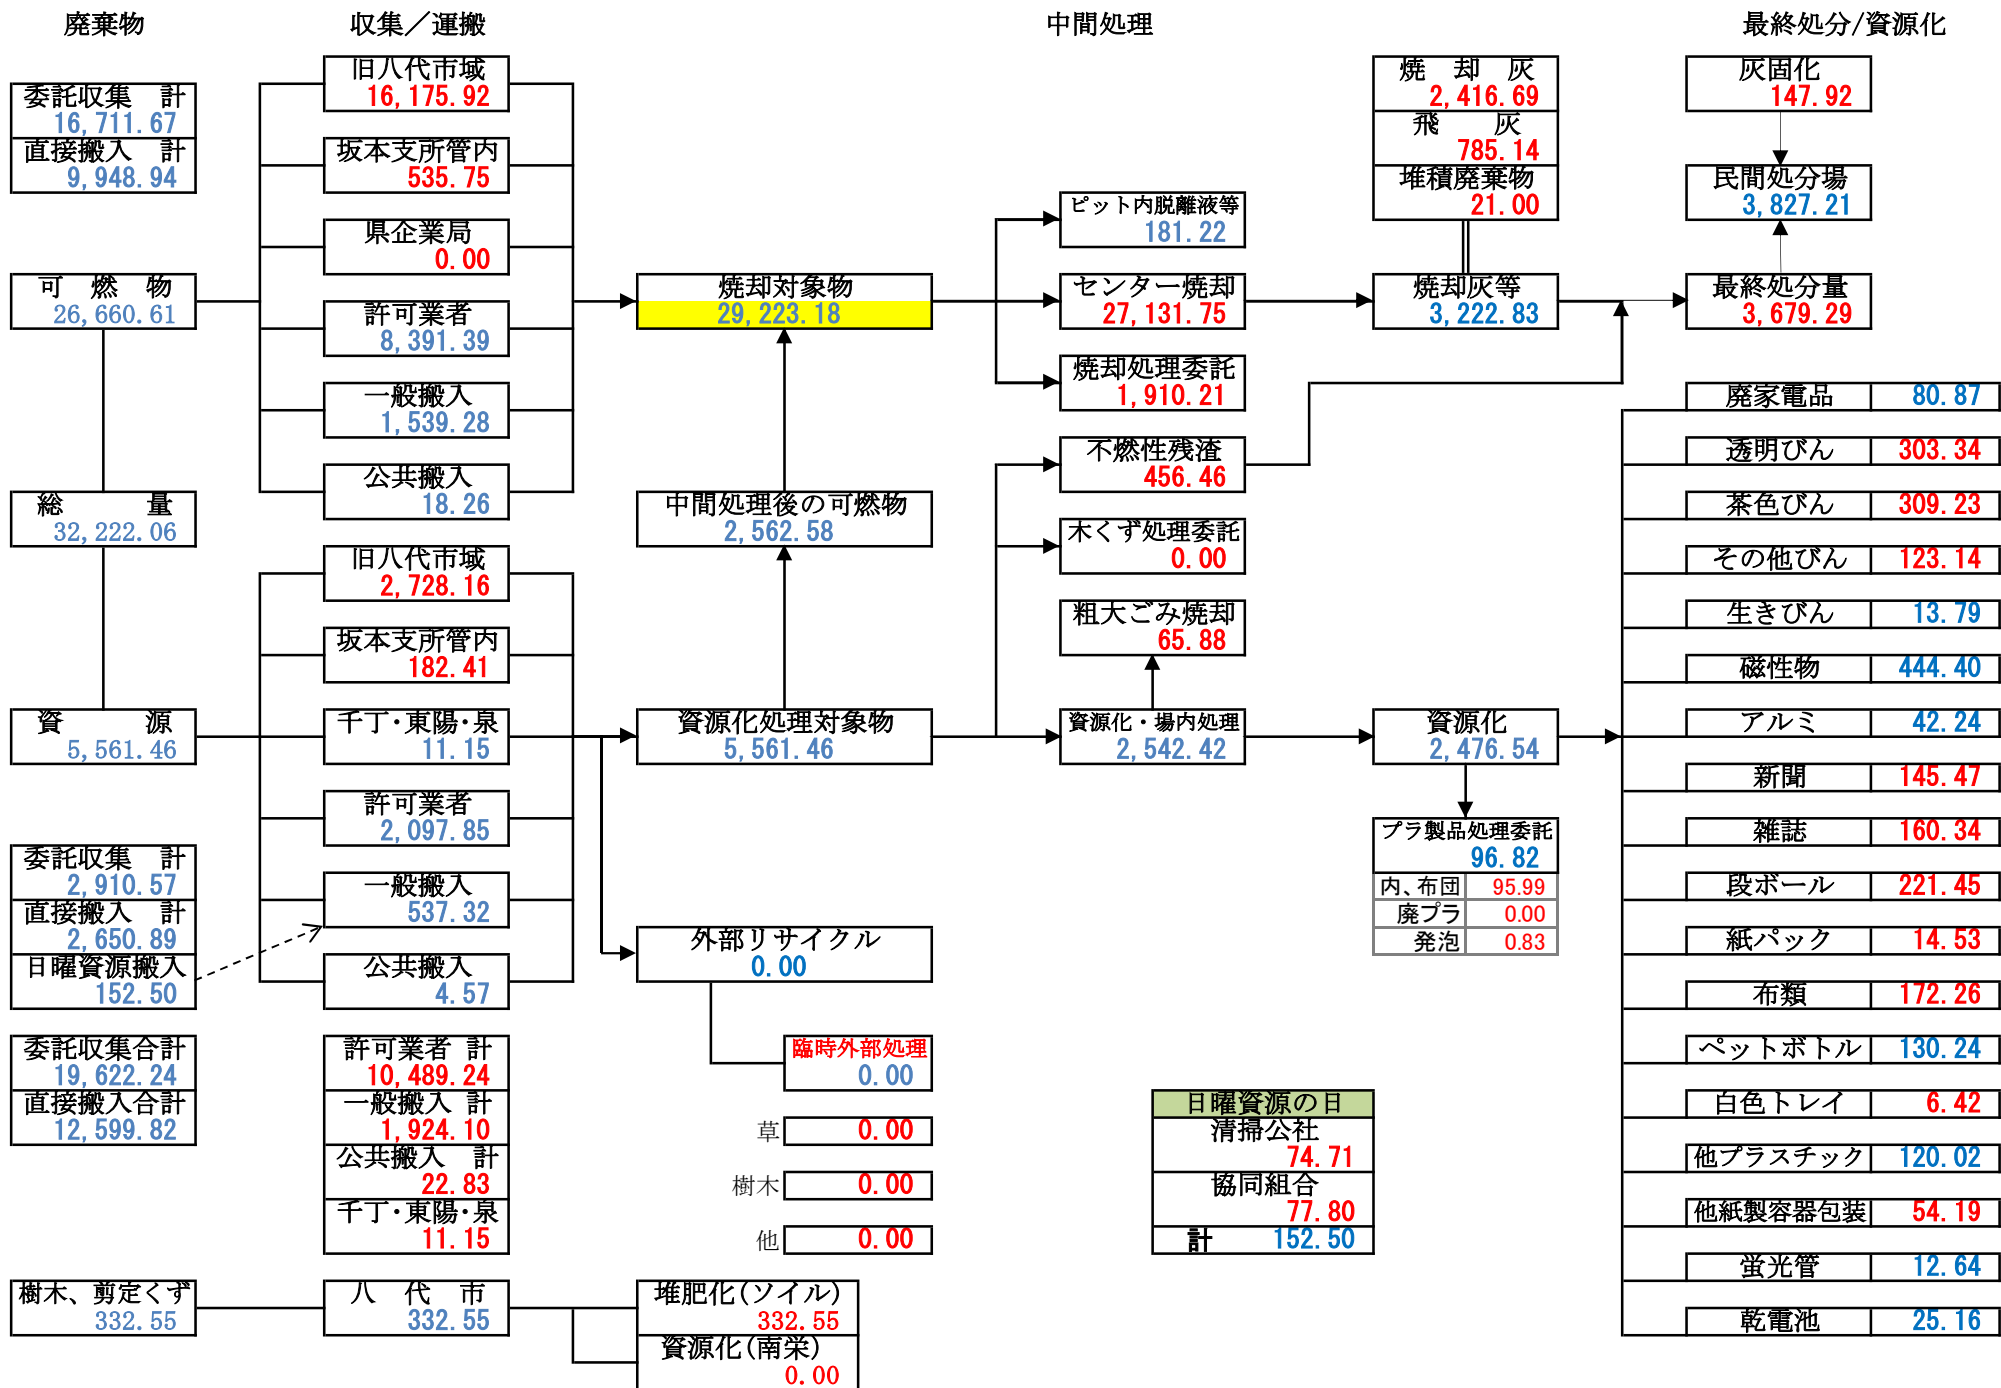 廃棄物
収集／運搬
中間処理
最終処分/資源化
委託収集　計
16,711.67
直接搬入　計
9,948.94
可　燃　物
26,660.61
総　　　　量
32,222.06
資　　　　源
5,561.46
委託収集　計
2,910.57
直接搬入　計
2,650.89
日曜資源搬入
152.50
委託収集合計
19,622.24
直接搬入合計
12,599.82
樹木、剪定くず
332.55
旧八代市域
16,175.92
坂本支所管内
535.75
県企業局
0.00
許可業者
8,391.39
一般搬入
1,539.28
公共搬入
18.26
旧八代市域
2,728.16
坂本支所管内
182.41
千丁・東陽・泉
11.15
許可業者
2,097.85
一般搬入
537.32
公共搬入
4.57
許可業者 計
10,489.24
一般搬入 計
1,924.10
公共搬入　計
22.83
千丁・東陽・泉
11.15
八　代　市
332.55
焼却対象物
29,223.18
中間処理後の可燃物
2,562.58
資源化処理対象物
5,561.46
外部リサイクル
0.00
臨時外部処理
0.00
草 0.00
樹木 0.00
他 0.00
堆肥化(ソイル)
332.55
資源化(南栄)
0.00
ピット内脱離液等
181.22
センター焼却
27,131.75
焼却処理委託
1,910.21
不燃性残渣
456.46
木くず処理委託
0.00
粗大ごみ焼却
65.88
資源化・場内処理
2,542.42
日曜資源の日
清掃公社
74.71
協同組合
77.80
計 152.50
焼　却　灰
2,416.69
飛　　　灰
785.14
堆積廃棄物
21.00
焼却灰等
3,222.83
資源化
2,476.54
プラ製品処理委託
96.82
内、布団 95.99
廃プラ 0.00
発泡 0.83
灰固化
147.92
民間処分場
3,827.21
最終処分量
3,679.29
廃家電品 80.87
透明びん 303.34
茶色びん 309.23
その他びん 123.14
生きびん 13.79
磁性物 444.40
アルミ 42.24
新聞 145.47
雑誌 160.34
段ボール 221.45
紙パック 14.53
布類 172.26
ペットボトル 130.24
白色トレイ 6.42
他プラスチック 120.02
他紙製容器包装 54.19
蛍光管 12.64
乾電池 25.16